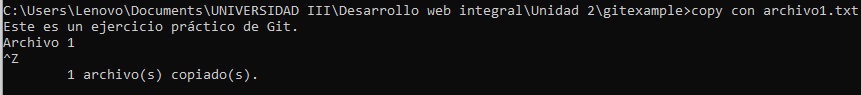 C:\Users\Lenovo\Documents\UNIVERSIDAD III\Desarrollo web integral\Unidad 2\gitexample>copy con archivo1.txt
Este es un ejercicio práctico de Git.
Archivo 1
^Z
        1 archivo(s) copiado(s).